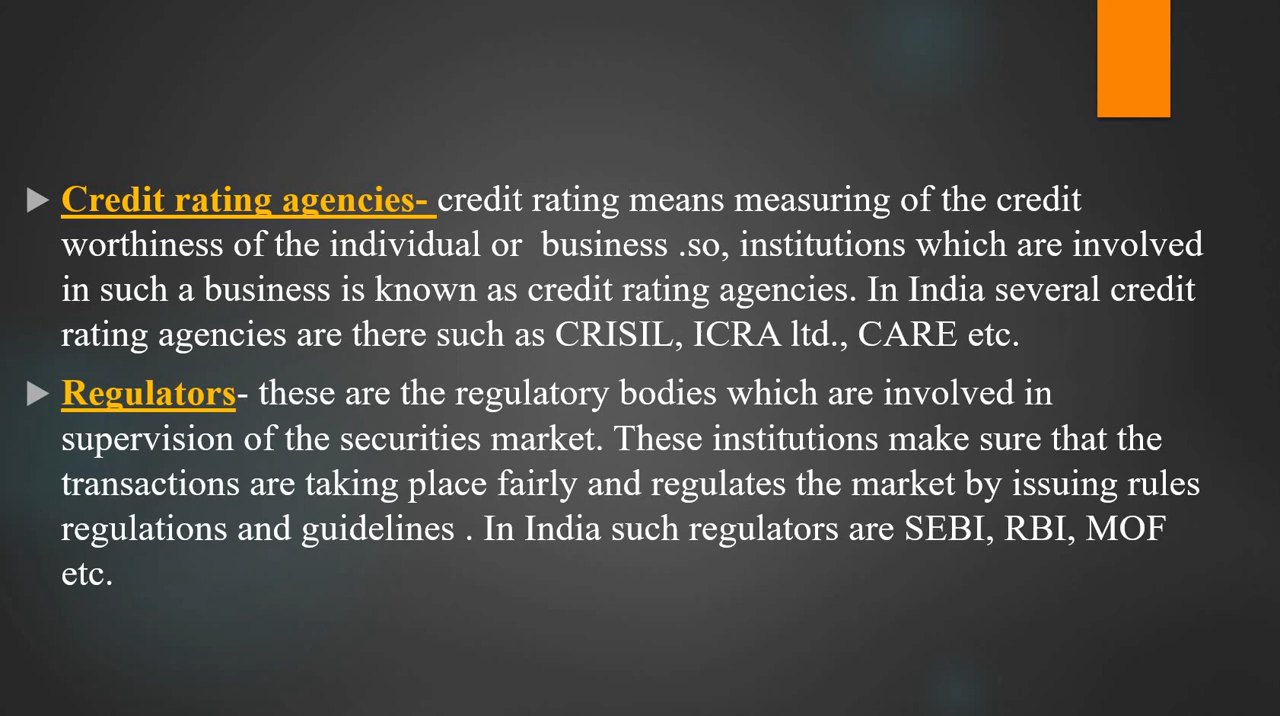 Credit rating agencies- credit rating means measuring of the credit
worthiness of the individual or  business .so, institutions which are involved
in such a business is known as credit rating agencies. In India several credit
rating agencies are there such as CRISIL, ICRA ltd., CARE etc.
Regulators- these are the regulatory bodies which are involved in
supervision of the securities market. These institutions make sure that the
transactions are taking place fairly and regulates the market by issuing rules
regulations and guidelines . In India such regulators are SEBI, RBI, MOF
etc.